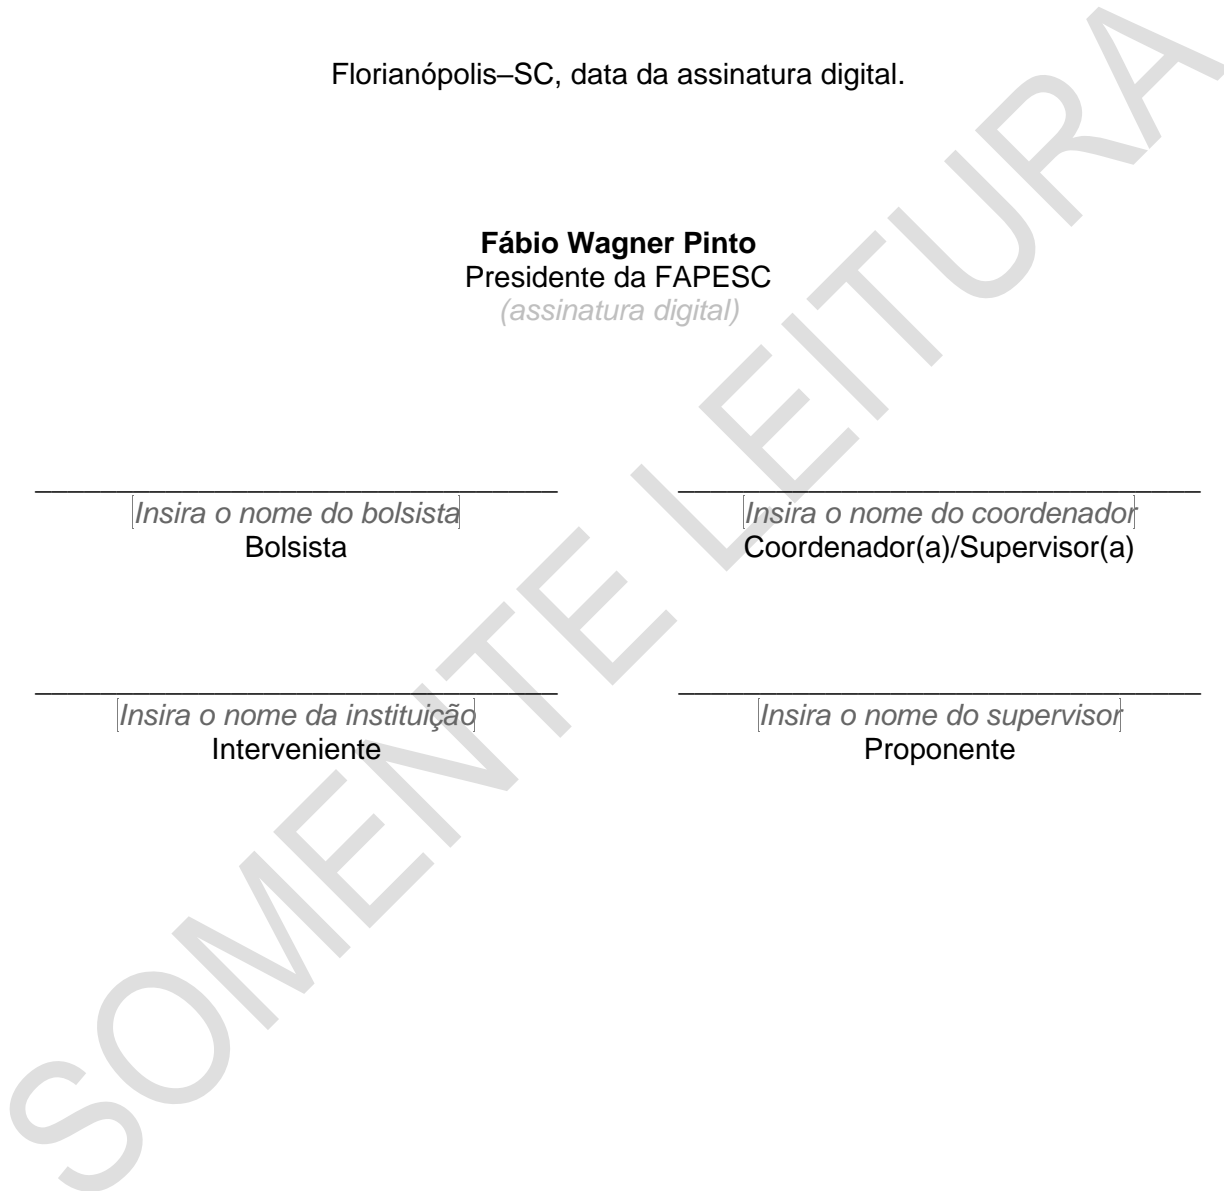 Florianópolis–SC, data da assinatura digital.
Fábio Wagner Pinto
Presidente da FAPESC
(assinatura digital)
[Insira o nome do bolsista]
Bolsista
[Insira o nome do coordenador]
Coordenador(a)/Supervisor(a)
[Insira o nome da instituição]
Interveniente
[Insira o nome do supervisor]
Proponente
SOMENTE LEITURA